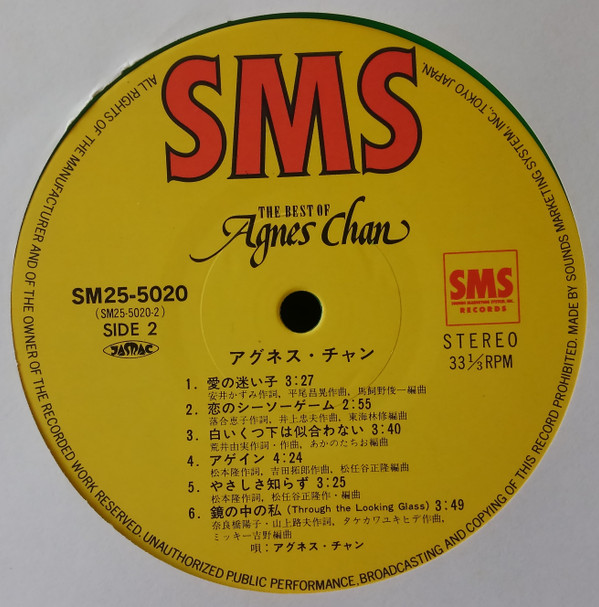 SMS
THE BEST OF
Agnes Chan
SM25-5020
(SM25-5020-2)
SIDE 2
JASRAC
SMS
SOUNDS MARKETING SYSTEM, INC.
RECORDS
STEREO
33 1/3 RPM
アグネス・チャン
1. 愛の迷い子 3:27
安井かずみ作詞, 平尾昌晃作曲, 馬飼野俊一編曲
2. 恋のシーソーゲーム 2:55
落合恵子作詞, 井上忠夫作曲, 東海林修編曲
3. 白いくつ下は似合わない 3:40
荒井由実作詞・作曲, あかのたちお編曲
4. アゲイン 4:24
松本隆作詞, 吉田拓郎作曲, 松任谷正隆編曲
5. やさしさ知らず 3:25
松本隆作詞, 松任谷正隆作・編曲
6. 鏡の中の私 (Through the Looking Glass) 3:49
奈良橋陽子・山上路夫作詞, タケカワユキヒデ作曲,
ミッキー吉野編曲
唄:アグネス・チャン
ALL RIGHTS OF THE MANUFACTURER AND OF THE OWNER OF THE RECORDED WORK RESERVED. UNAUTHORIZED PUBLIC PERFORMANCE, BROADCASTING AND COPYING OF THIS RECORD PROHIBITED. MADE BY SOUNDS MARKETING SYSTEM, INC., TOKYO JAPAN.